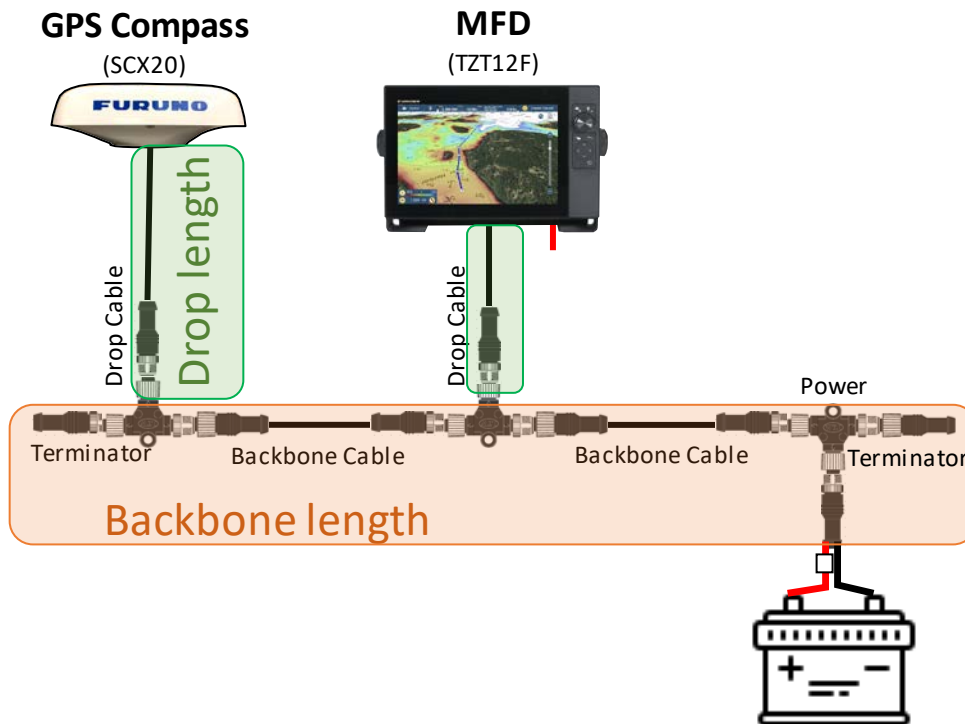 GPS Compass
(SCX20)
MFD
(TZT12F)
FURUNO
Drop length
Drop Cable
Drop Cable
Power
Terminator
Backbone Cable
Backbone Cable
Terminator
Backbone length